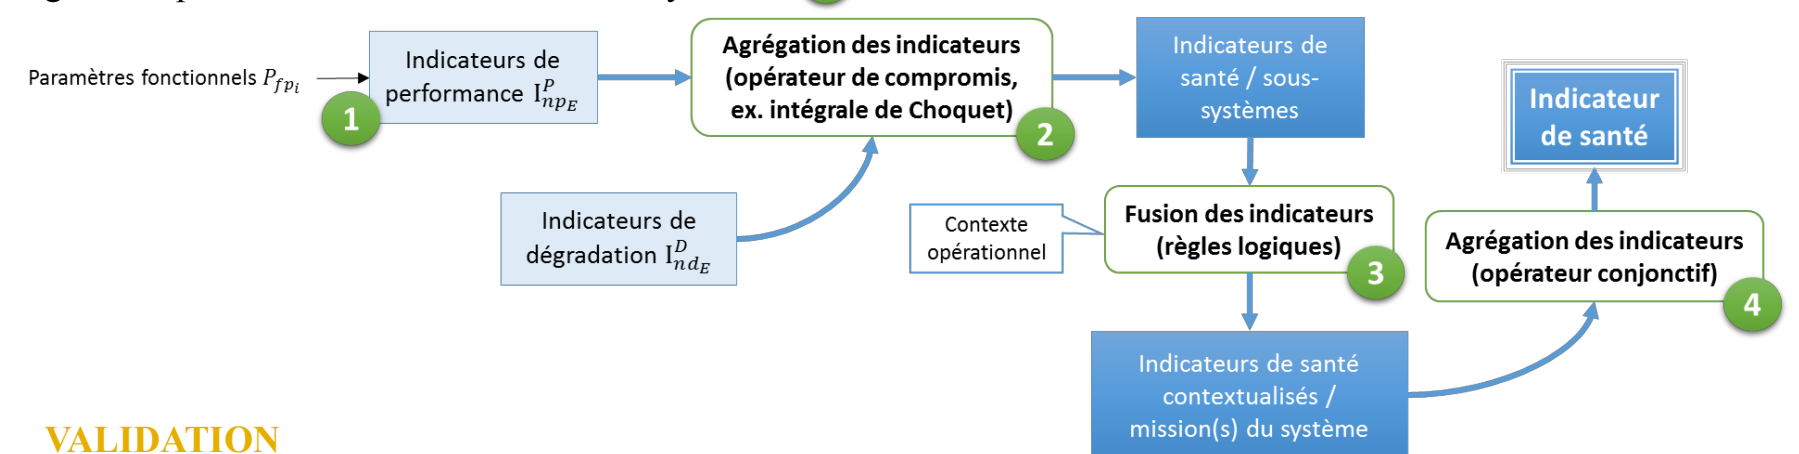 Paramètres fonctionnels $P_{fp_i}$
1
Indicateurs de
performance $I^P_{np_E}$
Agrégation des indicateurs
(opérateur de compromis,
ex. intégrale de Choquet)
2
Indicateurs de
santé / sous-
systèmes
Indicateur
de santé
Indicateurs de
dégradation $I^D_{nd_E}$
Contexte
opérationnel
Fusion des indicateurs
(règles logiques)
3
Agrégation des indicateurs
(opérateur conjonctif)
4
Indicateurs de santé
contextualisés /
mission(s) du système
VALIDATION